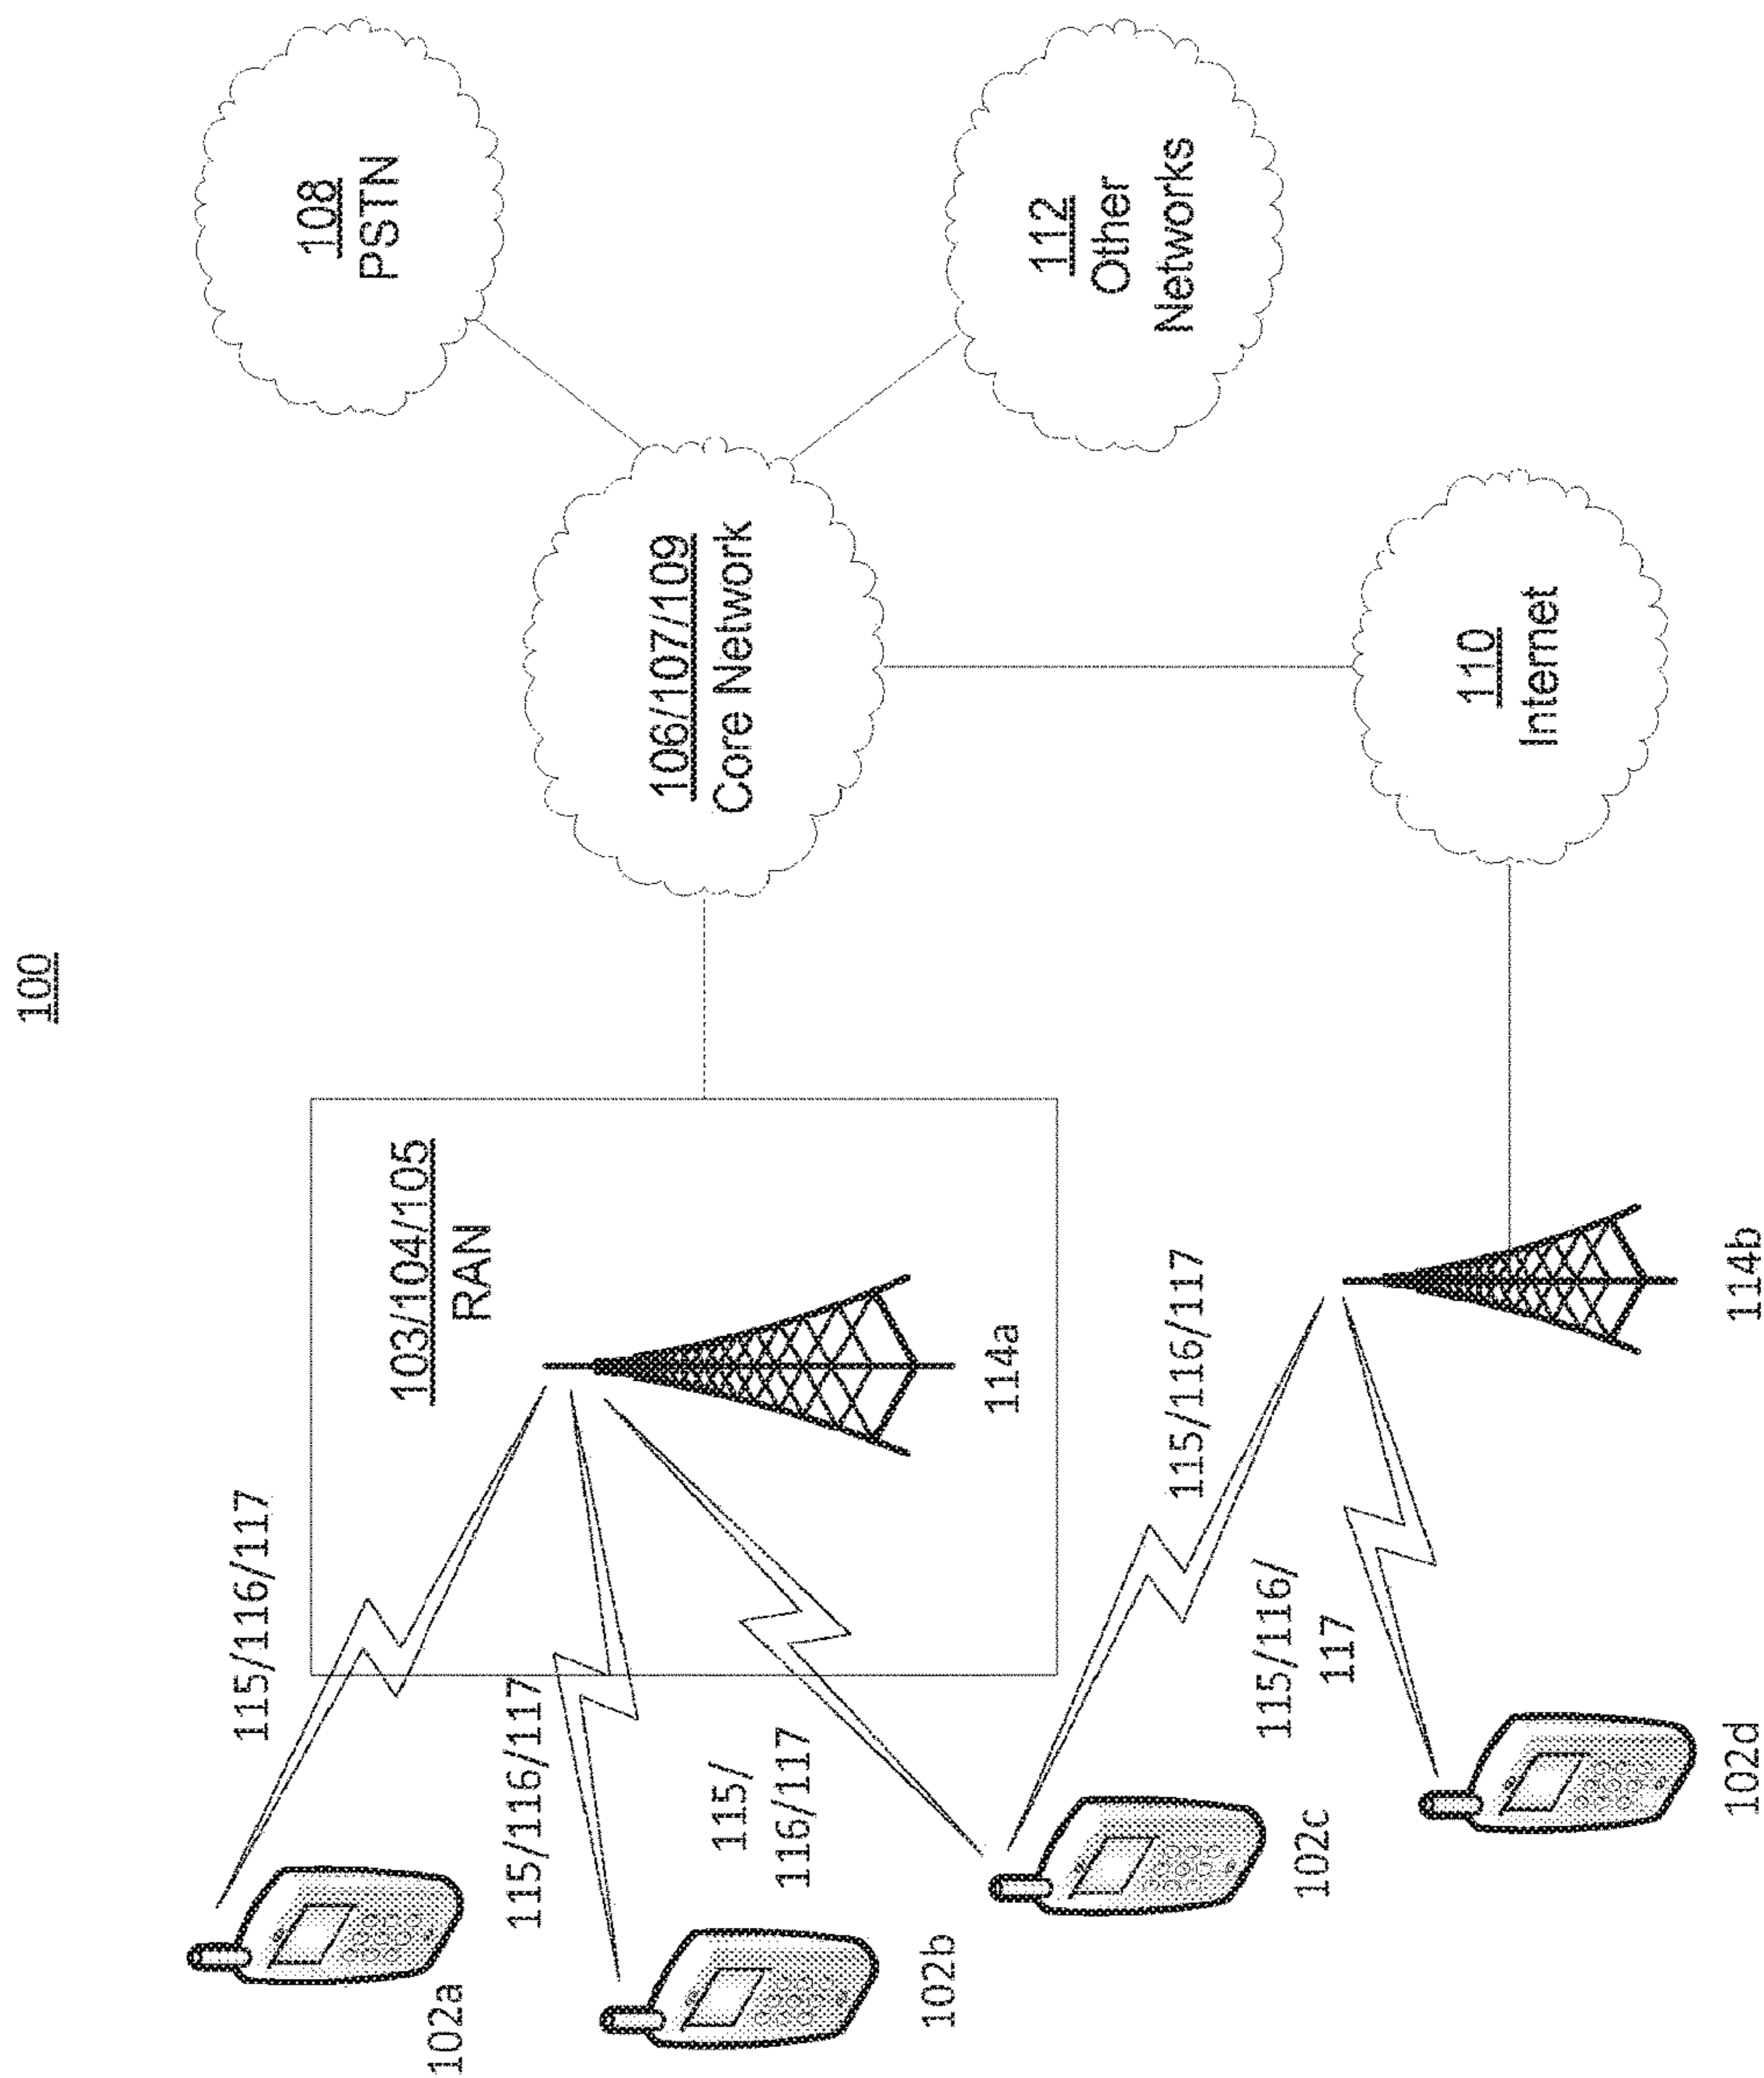 100
108
PSTN
106/107/109
Core Network
112
Other
Networks
110
Internet
103/104/105
RAN
114a
114b
115/116/117
115/116/117
115/
116/117
115/116/117
115/116/
117
102a
102b
102c
102d